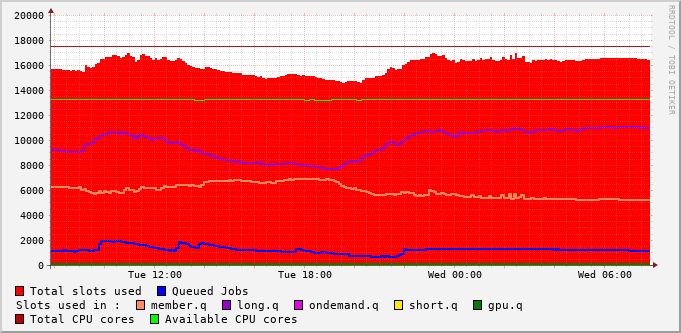 20000
18000
16000
14000
12000
10000
8000
6000
4000
2000
0
Tue 12:00 Tue 18:00 Wed 00:00 Wed 06:00
Total slots used Queued Jobs
Slots used in : member.q long.q ondemand.q short.q gpu.q
Total CPU cores Available CPU cores
RRDTOOL / TOBI OETIKER